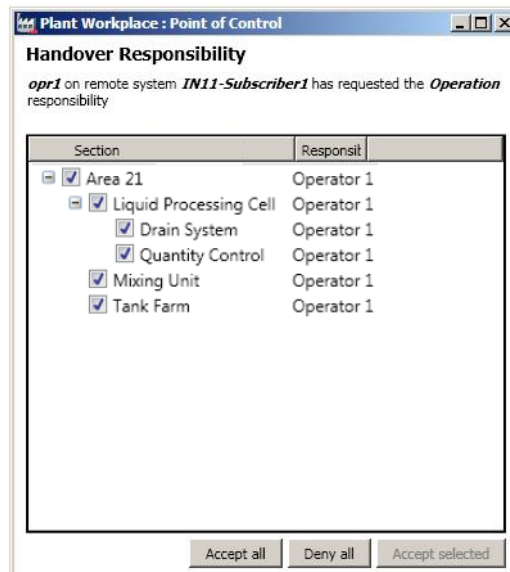 Plant Workplace : Point of Control
Handover Responsibility
opr1 on remote system IN11-Subscriber1 has requested the Operation
responsibility
Section Responsit
Area 21 Operator 1
Liquid Processing Cell Operator 1
Drain System Operator 1
Quantity Control Operator 1
Mixing Unit Operator 1
Tank Farm Operator 1
Accept all Deny all Accept selected